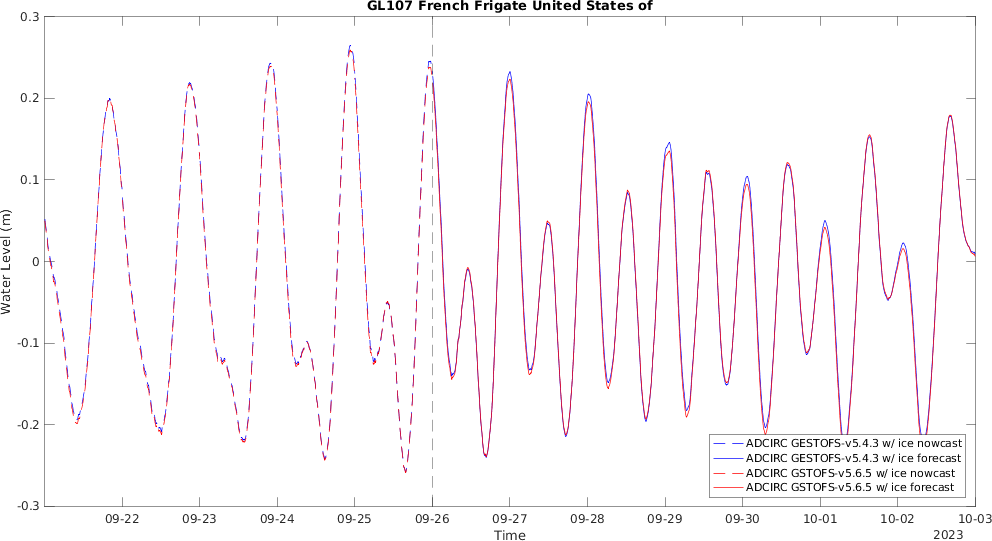 GL107 French Frigate United States of
0.3
0.2
0.1
0
-0.1
-0.2
-0.3
Water Level (m)
ADCIRC GESTOFS-v5.4.3 w/ ice nowcast
ADCIRC GESTOFS-v5.4.3 w/ ice forecast
ADCIRC GSTOFS-v5.6.5 w/ ice nowcast
ADCIRC GSTOFS-v5.6.5 w/ ice forecast
09-22 09-23 09-24 09-25 09-26 09-27 09-28 09-29 09-30 10-01 10-02 10-03
Time
2023